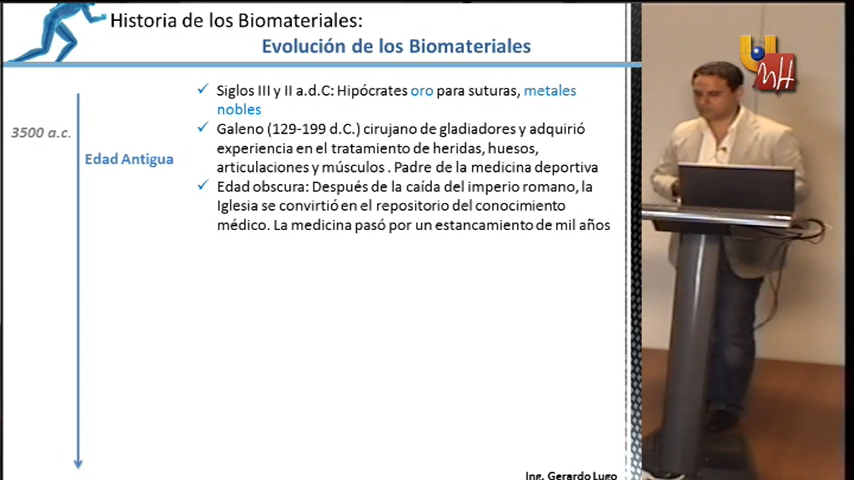 Historia de los Biomateriales:
Evolución de los Biomateriales
3500 a.c.
Edad Antigua
✓ Siglos III y II a.d.C: Hipócrates oro para suturas, metales
nobles
✓ Galeno (129-199 d.C.) cirujano de gladiadores y adquirió
experiencia en el tratamiento de heridas, huesos,
articulaciones y músculos . Padre de la medicina deportiva
✓ Edad obscura: Después de la caída del imperio romano, la
Iglesia se convirtió en el repositorio del conocimiento
médico. La medicina pasó por un estancamiento de mil años
Ing. Gerardo Lugo
UMH